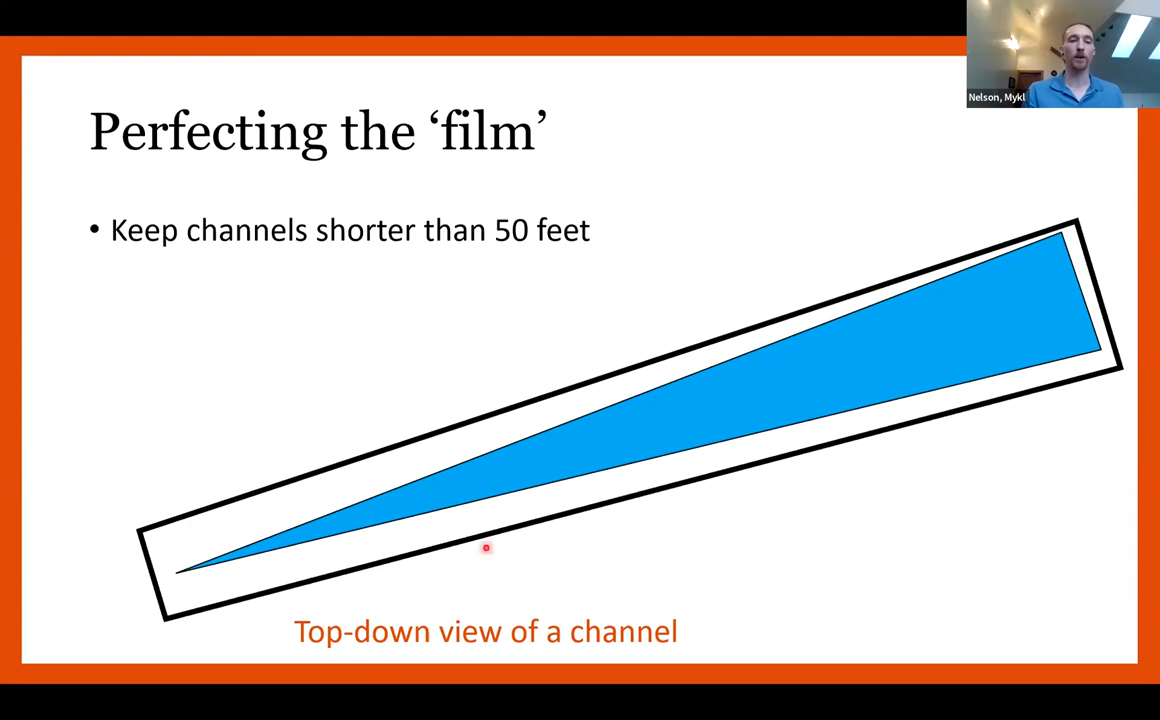 Nelson, Mykl
Perfecting the ‘film’
• Keep channels shorter than 50 feet
Top-down view of a channel